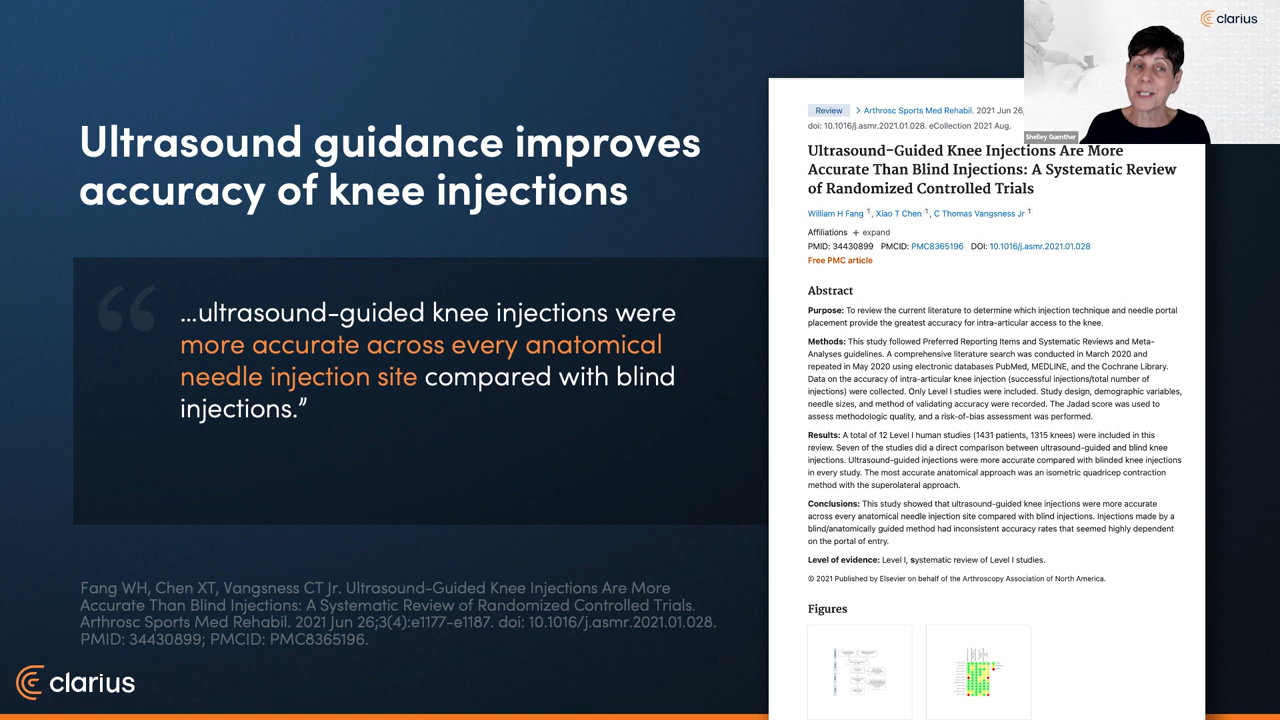 Ultrasound guidance improves
accuracy of knee injections
“
...ultrasound-guided knee injections were
more accurate across every anatomical
needle injection site compared with blind
injections.”
Fang WH, Chen XT, Vangsness CT Jr. Ultrasound-Guided Knee Injections Are More
Accurate Than Blind Injections: A Systematic Review of Randomized Controlled Trials.
Arthrosc Sports Med Rehabil. 2021 Jun 26;3(4):e1177-e1187. doi: 10.1016/j.asmr.2021.01.028.
PMID: 34430899; PMCID: PMC8365196.
clarius
Review > Arthrosc Sports Med Rehabil. 2021 Jun 26,
doi: 10.1016/j.asmr.2021.01.028. eCollection 2021 Aug.
Ultrasound-Guided Knee Injections Are More
Accurate Than Blind Injections: A Systematic Review
of Randomized Controlled Trials
William H Fang 1, Xiao T Chen 1, C Thomas Vangsness Jr 1
Affiliations + expand
PMID: 34430899 PMCID: PMC8365196 DOI: 10.1016/j.asmr.2021.01.028
Free PMC article
Abstract
Purpose: To review the current literature to determine which injection technique and needle portal
placement provide the greatest accuracy for intra-articular access to the knee.
Methods: This study followed Preferred Reporting Items and Systematic Reviews and Meta-
Analyses guidelines. A comprehensive literature search was conducted in March 2020 and
repeated in May 2020 using electronic databases PubMed, MEDLINE, and the Cochrane Library.
Data on the accuracy of intra-articular knee injection (successful injections/total number of
injections) were collected. Only Level I studies were included. Study design, demographic variables,
needle sizes, and method of validating accuracy were recorded. The Jadad score was used to
assess methodologic quality, and a risk-of-bias assessment was performed.
Results: A total of 12 Level I human studies (1431 patients, 1315 knees) were included in this
review. Seven of the studies did a direct comparison between ultrasound-guided and blind knee
injections. Ultrasound-guided injections were more accurate compared with blinded knee injections
in every study. The most accurate anatomical approach was an isometric quadricep contraction
method with the superolateral approach.
Conclusions: This study showed that ultrasound-guided knee injections were more accurate
across every anatomical needle injection site compared with blind injections. Injections made by a
blind/anatomically guided method had inconsistent accuracy rates that seemed highly dependent
on the portal of entry.
Level of evidence: Level I, systematic review of Level I studies.
© 2021 Published by Elsevier on behalf of the Arthroscopy Association of North America.
Figures
clarius
Shelley Guenther